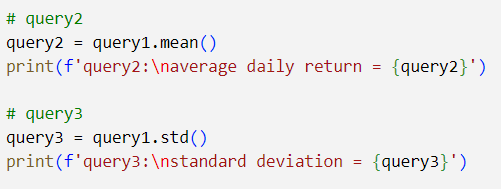 # query2
query2 = query1.mean()
print(f'query2:\naverage daily return = {query2}')
# query3
query3 = query1.std()
print(f'query3:\nstandard deviation = {query3}')